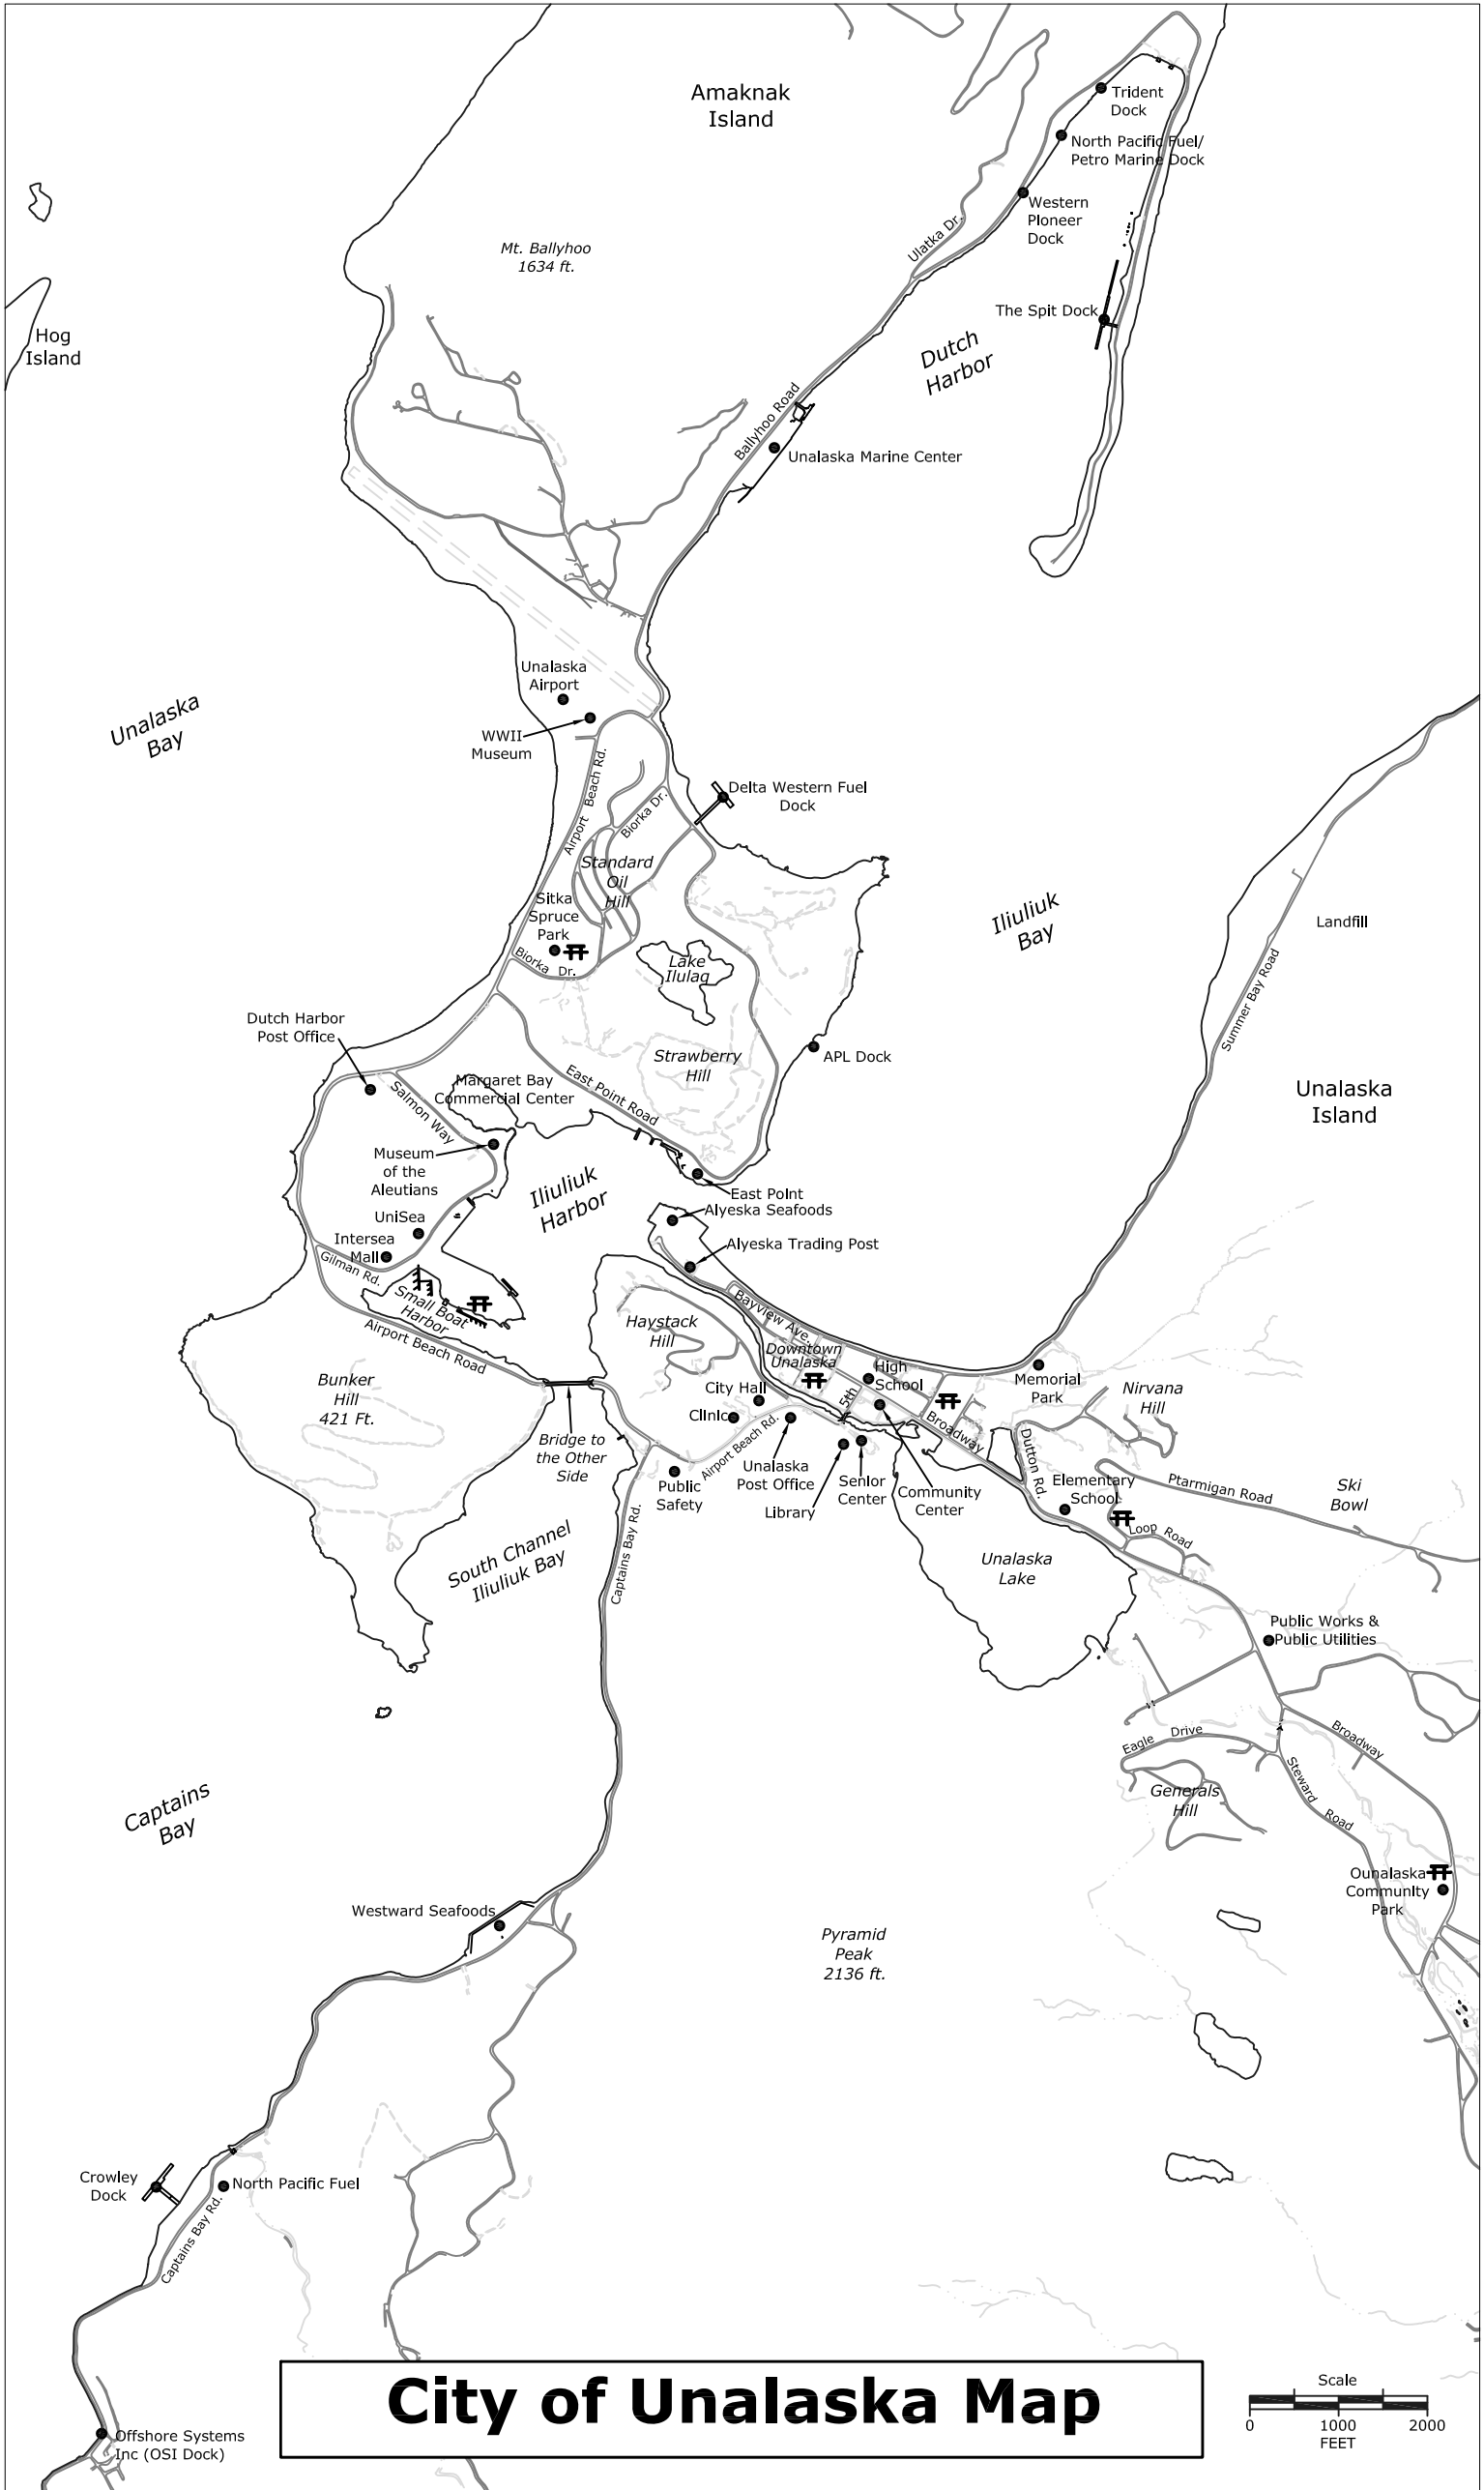 Amaknak
Island
Trident
Dock
North Pacific Fuel/
Petro Marine Dock
Western
Pioneer
Dock
Ulatka Dr.
Mt. Ballyhoo
1634 ft.
The Spit Dock
Hog
Island
Dutch
Harbor
Ballyhoo Road
Unalaska Marine Center
Unalaska
Airport
Unalaska
Bay
WWII
Museum
Airport Beach Rd.
Delta Western Fuel
Dock
Biorka Dr.
Standard
Oil
Hill
Sitka
Spruce
Park
Iliuliuk
Bay
Landfill
Biorka Dr.
Lake
Ilulaq
Summer Bay Road
Dutch Harbor
Post Office
Strawberry
Hill
APL Dock
Margaret Bay
Commercial Center
East Point Road
Salmon Way
Unalaska
Island
Museum
of the
Aleutians
Iliuliuk
Harbor
East Point
Alyeska Seafoods
UniSea
Intersea
Mall
Alyeska Trading Post
Gilman Rd.
Small Boat
Harbor
Bayview Ave.
Haystack
Hill
Airport Beach Road
Downtown
Unalaska
High
School
Memorial
Park
Bunker
Hill
421 Ft.
City Hall
Clinic
5th
Nirvana
Hill
Broadway
Bridge to
the Other
Side
Airport Beach Rd.
Dutton Rd.
Public
Safety
Unalaska
Post Office
Library
Senior
Center
Community
Center
Elementary
School
Ptarmigan Road
Ski
Bowl
Loop Road
Captains Bay Rd.
South Channel
Iliuliuk Bay
Unalaska
Lake
Public Works &
Public Utilities
Eagle Drive
Broadway
Steward Road
Generals
Hill
Captains
Bay
Ounalaska
Community
Park
Westward Seafoods
Pyramid
Peak
2136 ft.
Crowley
Dock
North Pacific Fuel
Captains Bay Rd.
City of Unalaska Map
Scale
0 1000 2000
FEET
Offshore Systems
Inc (OSI Dock)